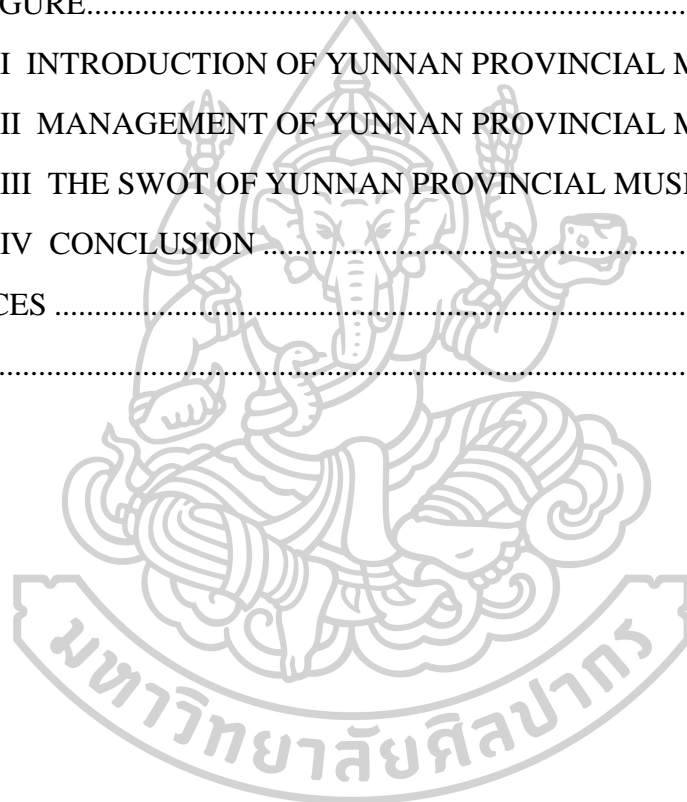 GURE
I INTRODUCTION OF YUNNAN PROVINCIAL M
II MANAGEMENT OF YUNNAN PROVINCIAL M
III THE SWOT OF YUNNAN PROVINCIAL MUSE
IV CONCLUSION
CES
มหาวิทยาลัยศิลปากร